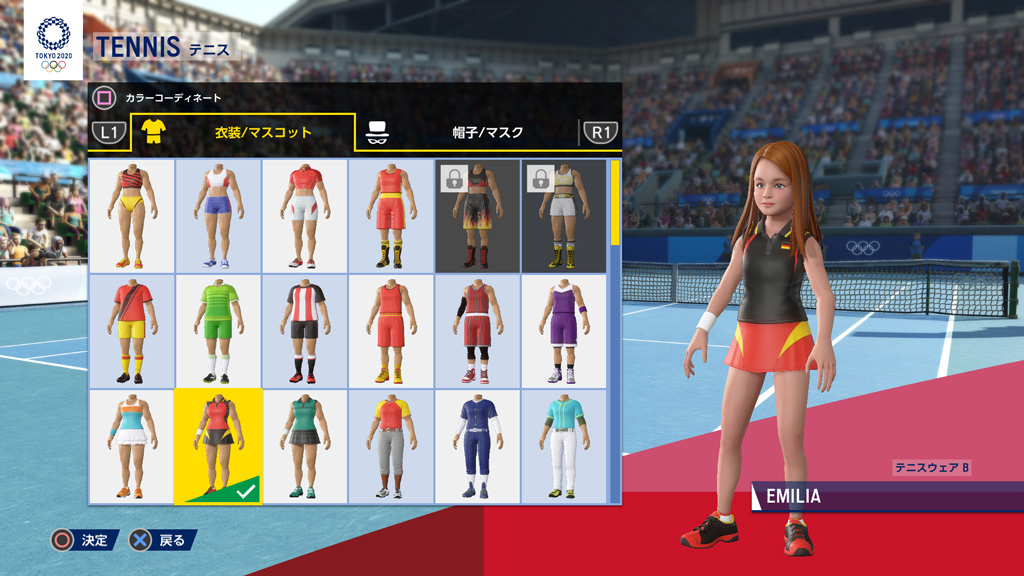 TOKYO 2020
TENNIS テニス
カラーコーディネート
L1
衣装/マスコット
帽子/マスク
R1
テニスウェア B
EMILIA
決定
戻る